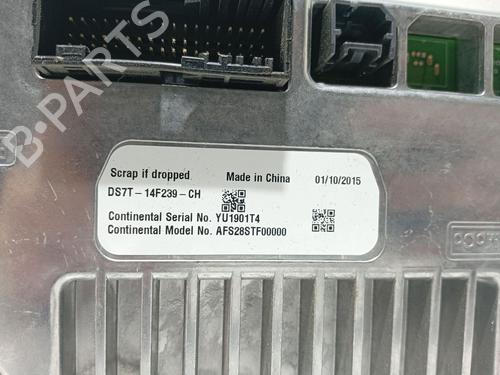 B-PARTS
Scrap if dropped Made in China 01/10/2015
DS7T-14F239-CH
Continental Serial No. YU1901T4
Continental Model No. AFS28STF00000